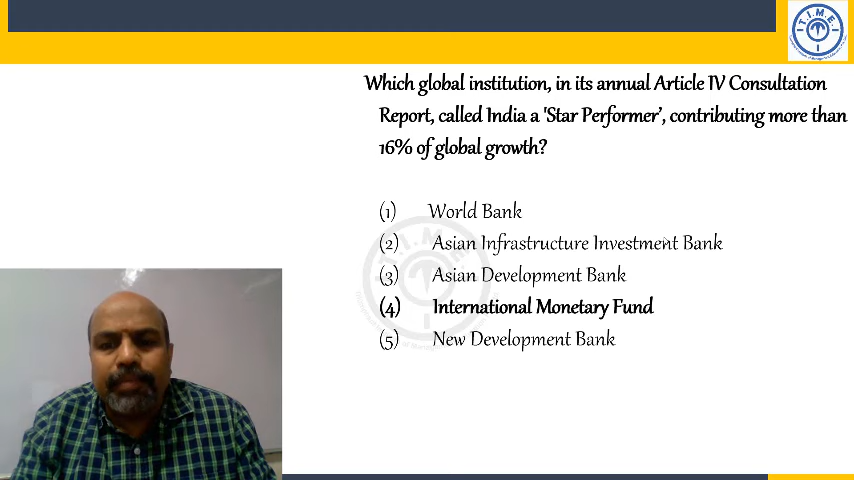 T.I.M.E.
Which global institution, in its annual Article IV Consultation
Report, called India a 'Star Performer', contributing more than
16% of global growth?
(1) World Bank
(2) Asian Infrastructure Investment Bank
(3) Asian Development Bank
(4) International Monetary Fund
(5) New Development Bank